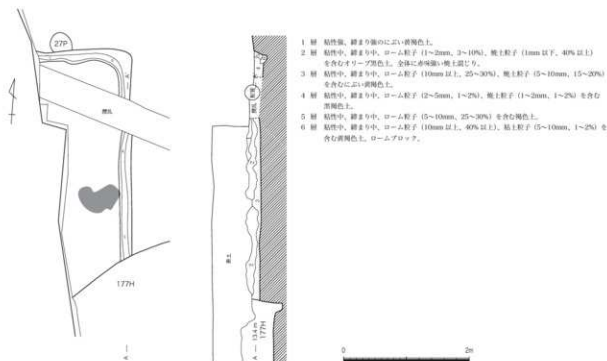 27P
撹乱
177H
A
A
表土
A — 13.4m
177H
1 層 粘性強、締まり強のにぶい黄褐色土。
2 層 粘性中、締まり中、ローム粒子（1〜2mm、3〜10%）、焼土粒子（1mm 以下、40%以上）
を含むオリーブ黒色土。全体に赤味強い焼土混じり。
3 層 粘性中、締まり中、ローム粒子（10mm 以上、25〜30%）、焼土粒子（5〜10mm、15〜20%）
を含むにぶい黄褐色土。
4 層 粘性中、締まり中、ローム粒子（2〜5mm、1〜2%）、焼土粒子（1〜2mm、1〜2%）を含む
黒褐色土。
5 層 粘性中、締まり中、ローム粒子（5〜10mm、25〜30%）を含む褐色土。
6 層 粘性中、締まり中、ローム粒子（10mm 以上、40%以上）、粘土粒子（5〜10mm、1〜2%）を
含む黄褐色土。ロームブロック。
0 2m